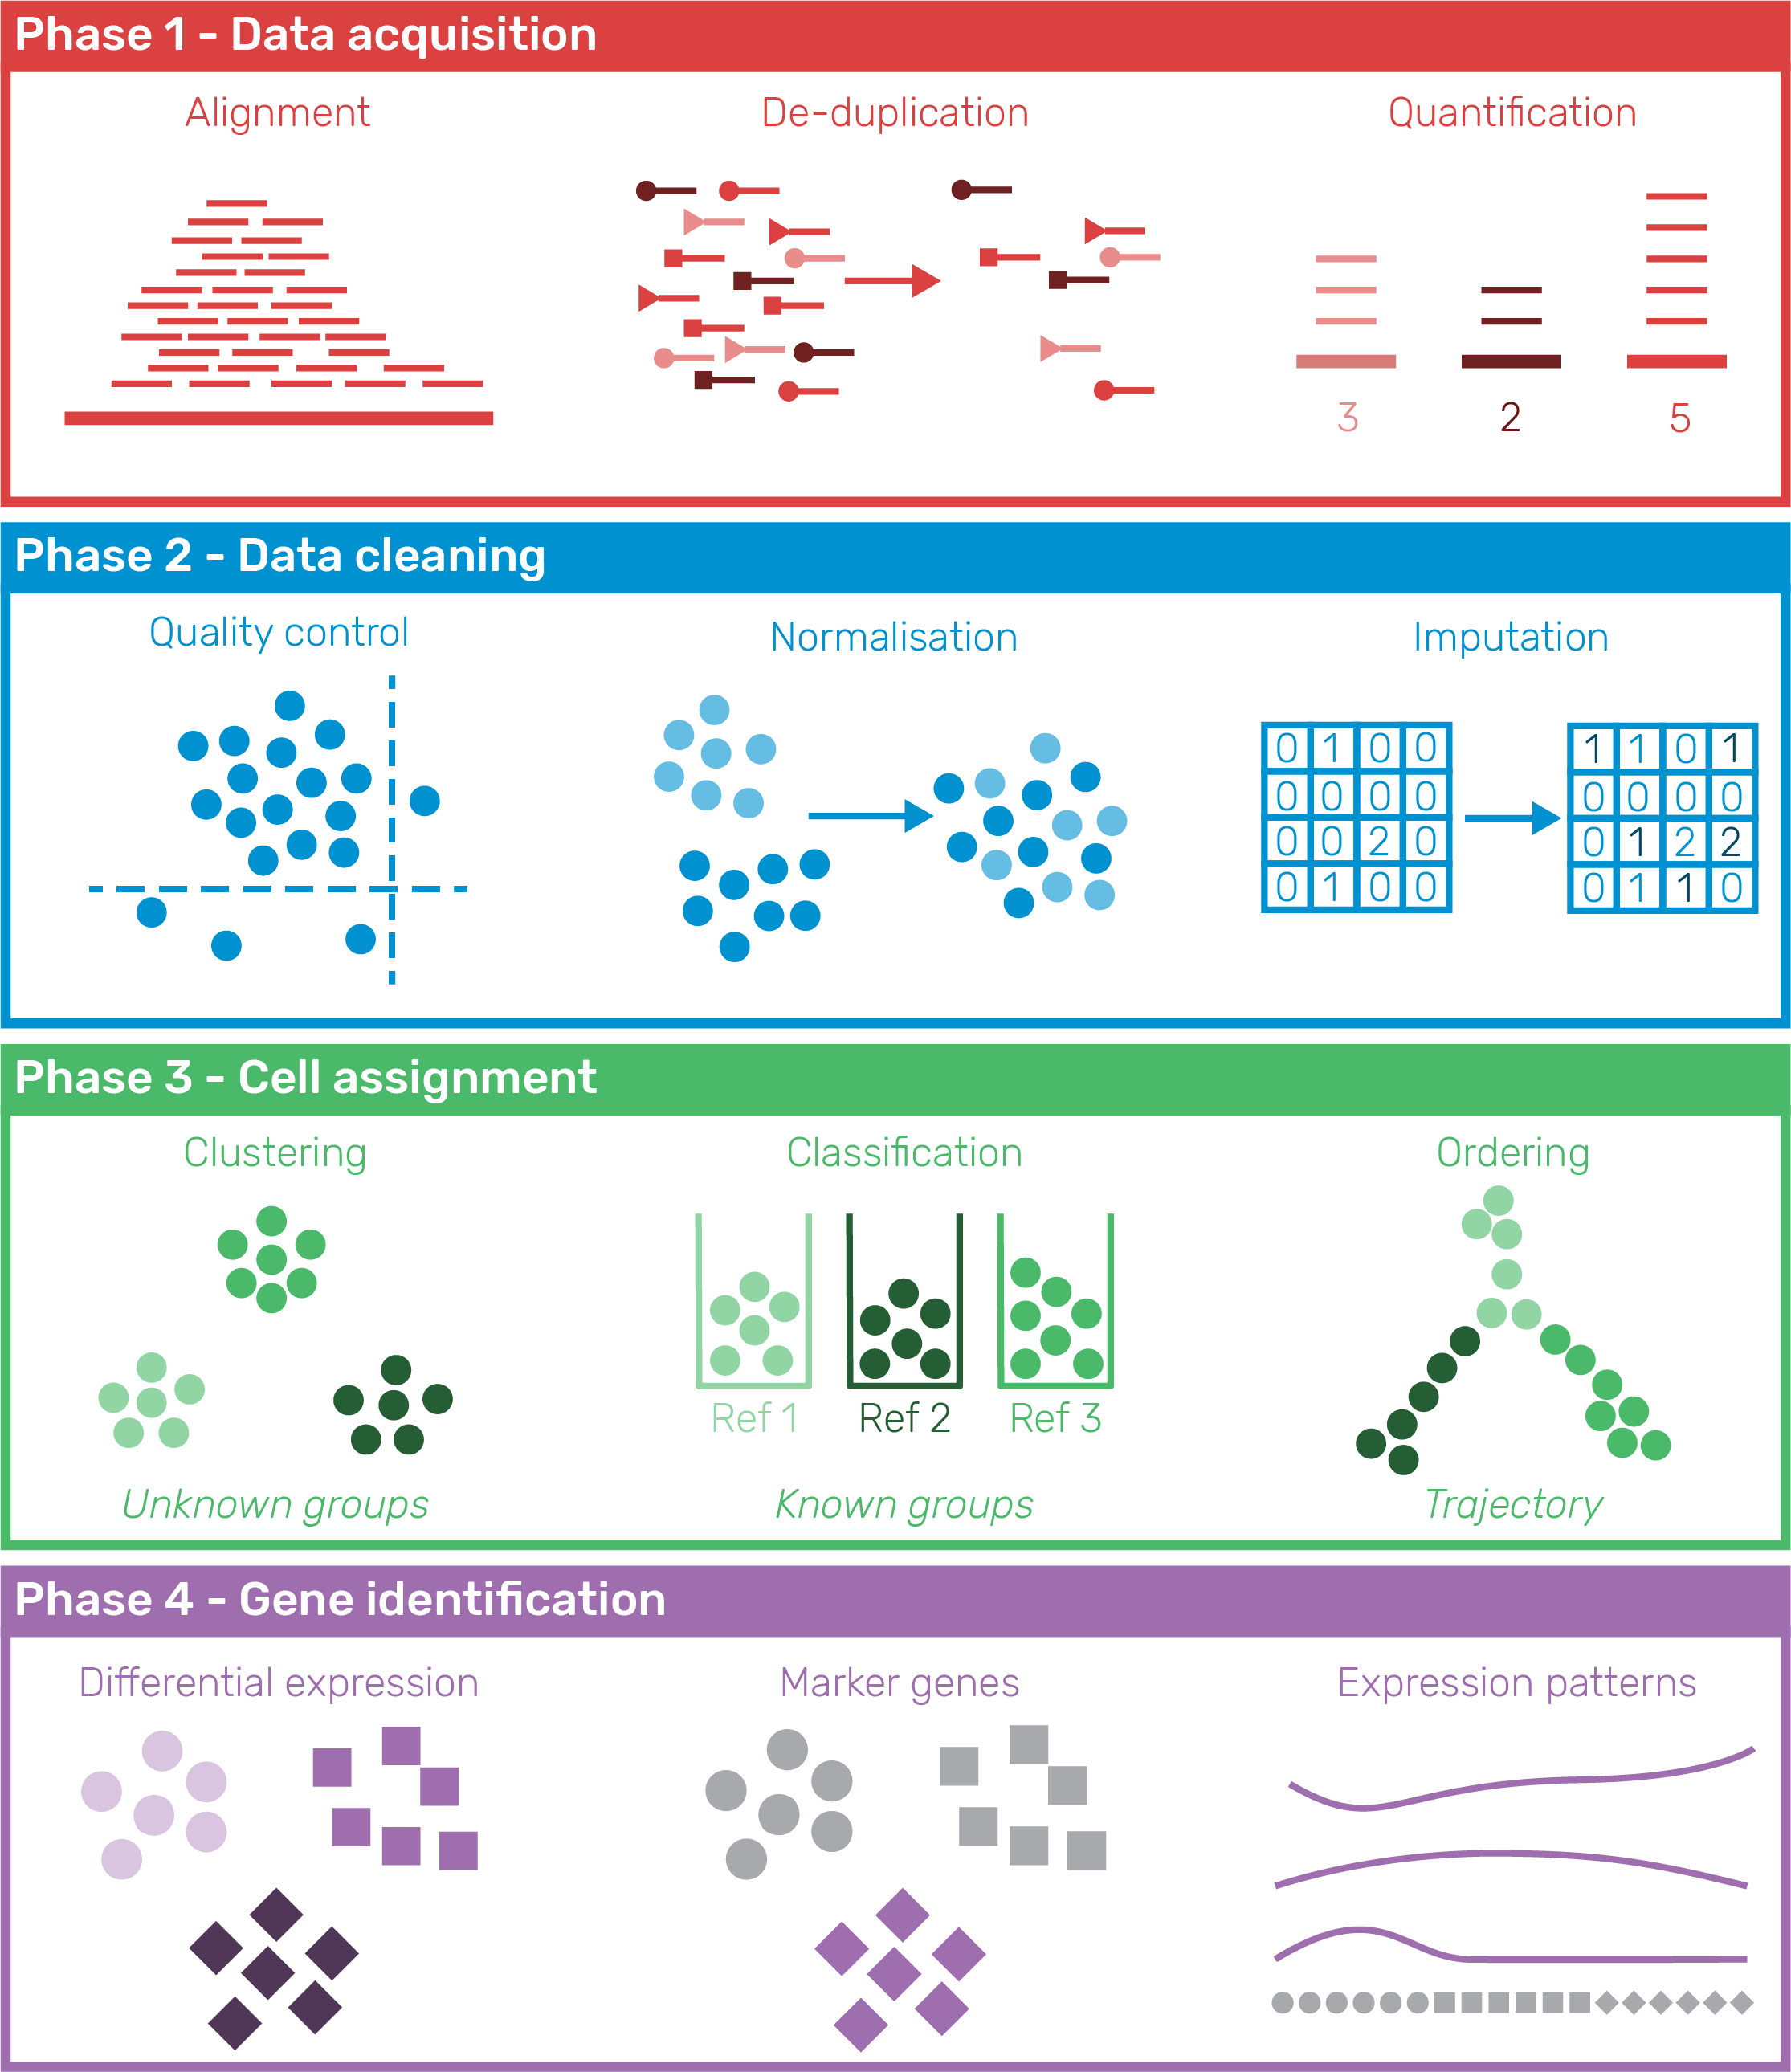 Phase 1 - Data acquisition
Alignment
De-duplication
Quantification
3
2
5
Phase 2 - Data cleaning
Quality control
Normalisation
Imputation
0 1 0 0
0 0 0 0
0 0 2 0
0 1 0 0
1 1 0 1
0 0 0 0
0 1 2 2
0 1 1 0
Phase 3 - Cell assignment
Clustering
Classification
Ordering
Ref 1
Ref 2
Ref 3
Unknown groups
Known groups
Trajectory
Phase 4 - Gene identification
Differential expression
Marker genes
Expression patterns